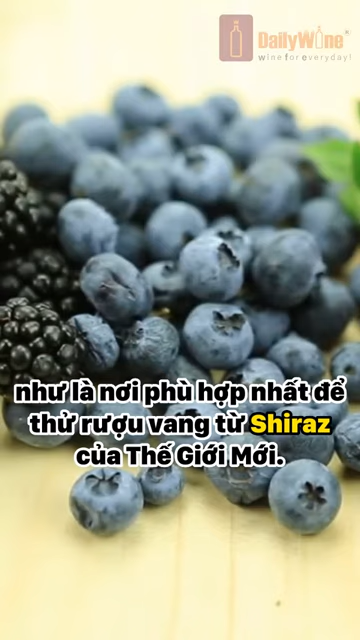 DailyWine
wine for everyday!
như là nơi phù hợp nhất để
thử rượu vang từ Shiraz
của Thế Giới Mới.